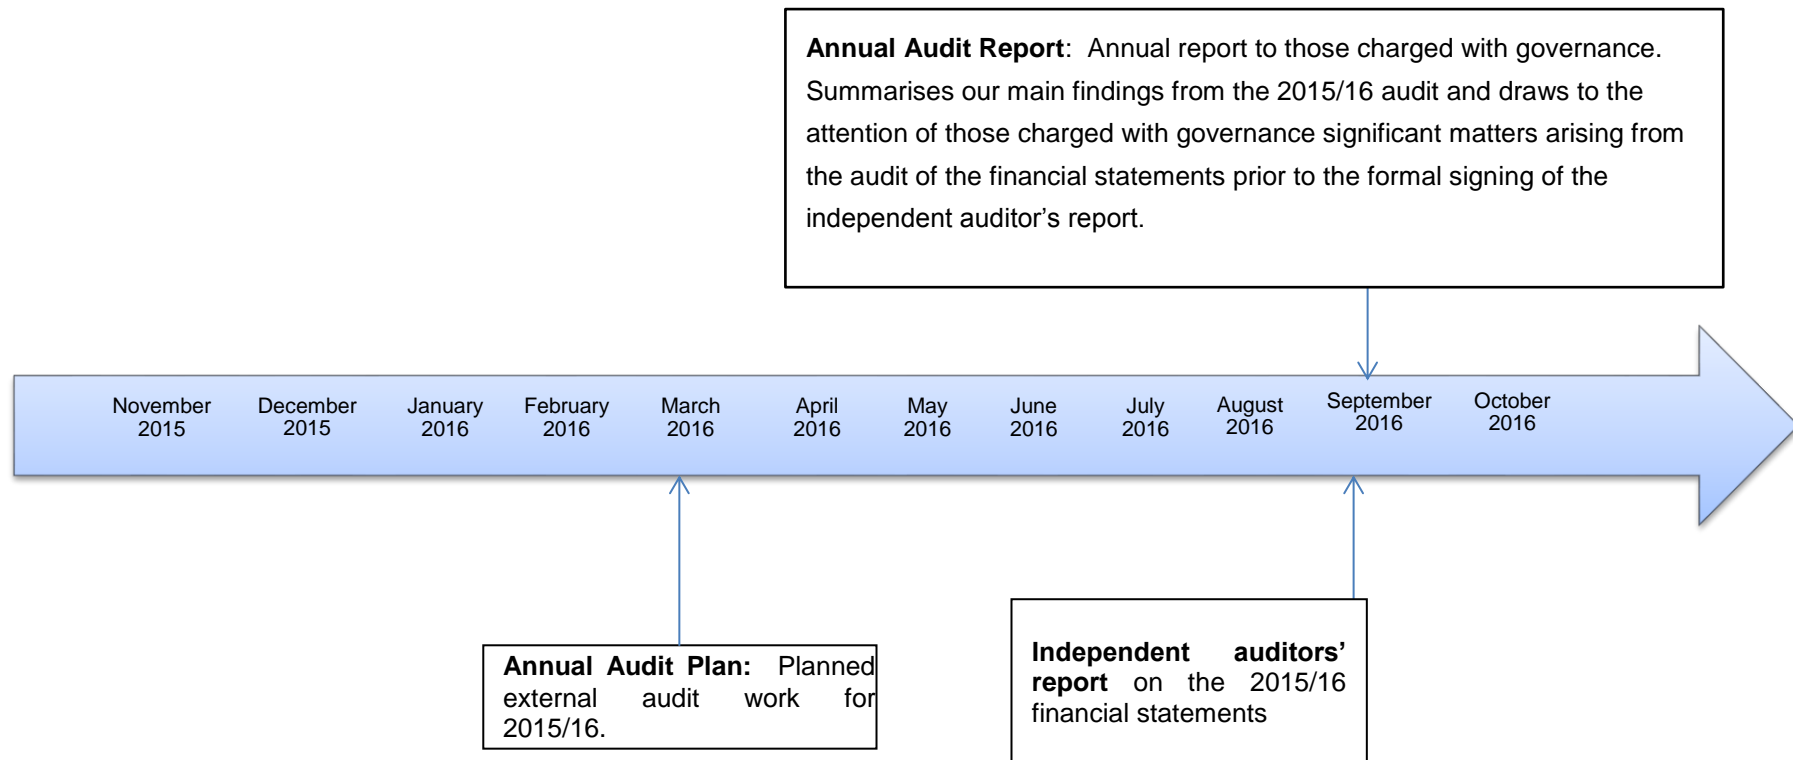 Annual Audit Report:  Annual report to those charged with governance.
Summarises our main findings from the 2015/16 audit and draws to the
attention of those charged with governance significant matters arising from
the audit of the financial statements prior to the formal signing of the
independent auditor’s report.
November
2015
December
2015
January
2016
February
2016
March
2016
April
2016
May
2016
June
2016
July
2016
August
2016
September
2016
October
2016
Annual Audit Plan:  Planned
external audit work for
2015/16.
Independent auditors’
report on the 2015/16
financial statements